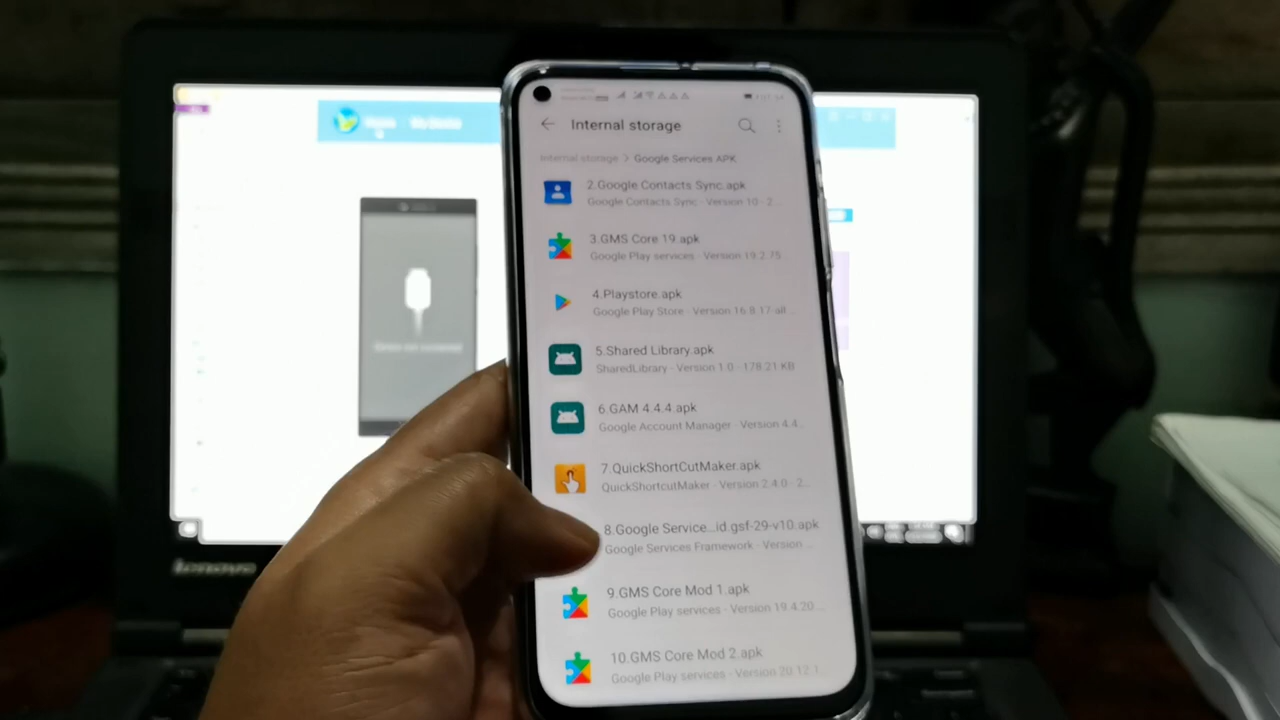 Internal storage
Internal storage > Google Services APK
2.Google Contacts Sync.apk
Google Contacts Sync - Version 10 - 2...
3.GMS Core 19.apk
Google Play services - Version 19.2.75
4.Playstore.apk
Google Play Store - Version 16.8.17-all ...
5.Shared Library.apk
SharedLibrary - Version 1.0 - 178.21 KB
6.GAM 4.4.4.apk
Google Account Manager - Version 4.4...
7.QuickShortCutMaker.apk
QuickShortcutMaker - Version 2.4.0 - 2...
8.Google Service...id.gsf-29-v10.apk
Google Services Framework - Version ...
9.GMS Core Mod 1.apk
Google Play services - Version 19.4.20...
10.GMS Core Mod 2.apk
Google Play services - Version 20.12.1...
Home
My Device
lenovo